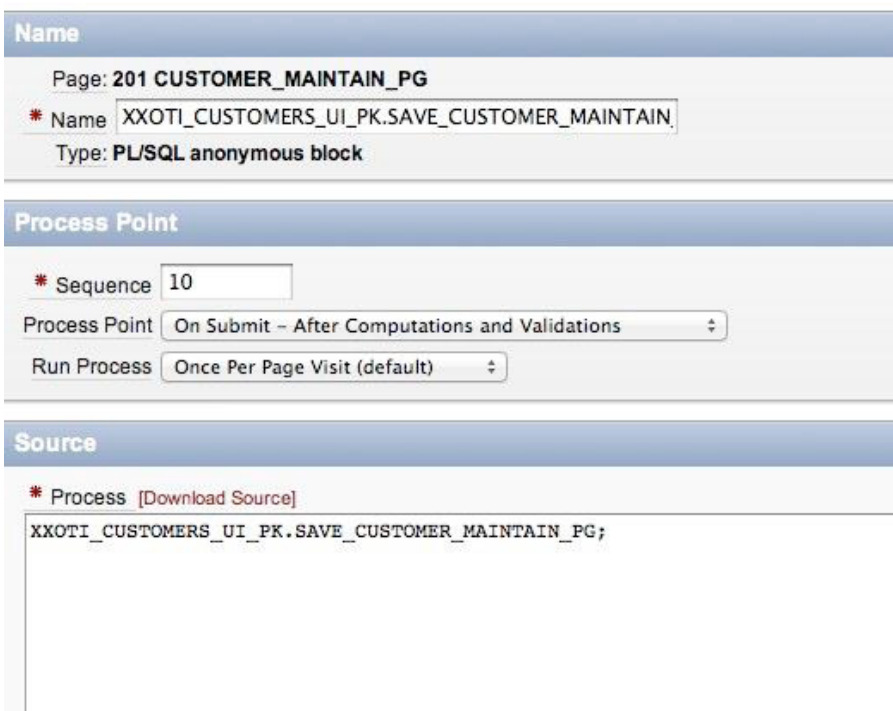 Name
Page: 201 CUSTOMER_MAINTAIN_PG
* Name XXOTI_CUSTOMERS_UI_PK.SAVE_CUSTOMER_MAINTAIN_
Type: PL/SQL anonymous block
Process Point
* Sequence 10
Process Point On Submit - After Computations and Validations
Run Process Once Per Page Visit (default)
Source
* Process [Download Source]
XXOTI_CUSTOMERS_UI_PK.SAVE_CUSTOMER_MAINTAIN_PG;